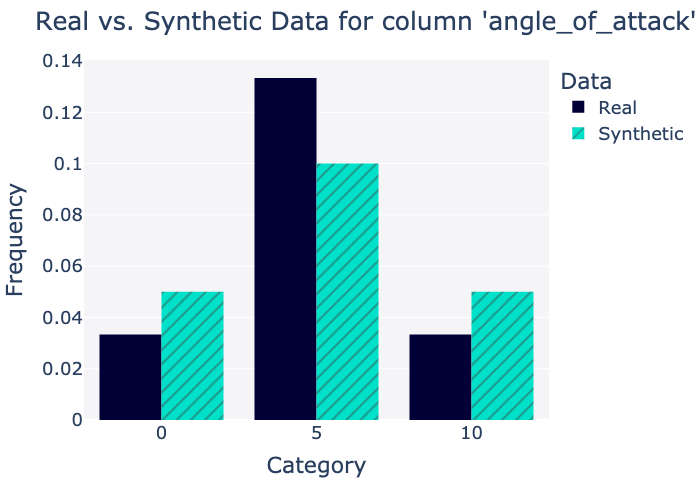 Real vs. Synthetic Data for column 'angle_of_attack'
0.14
0.12
0.1
0.08
0.06
0.04
0.02
0
Frequency
0 5 10
Category
Data
Real
Synthetic